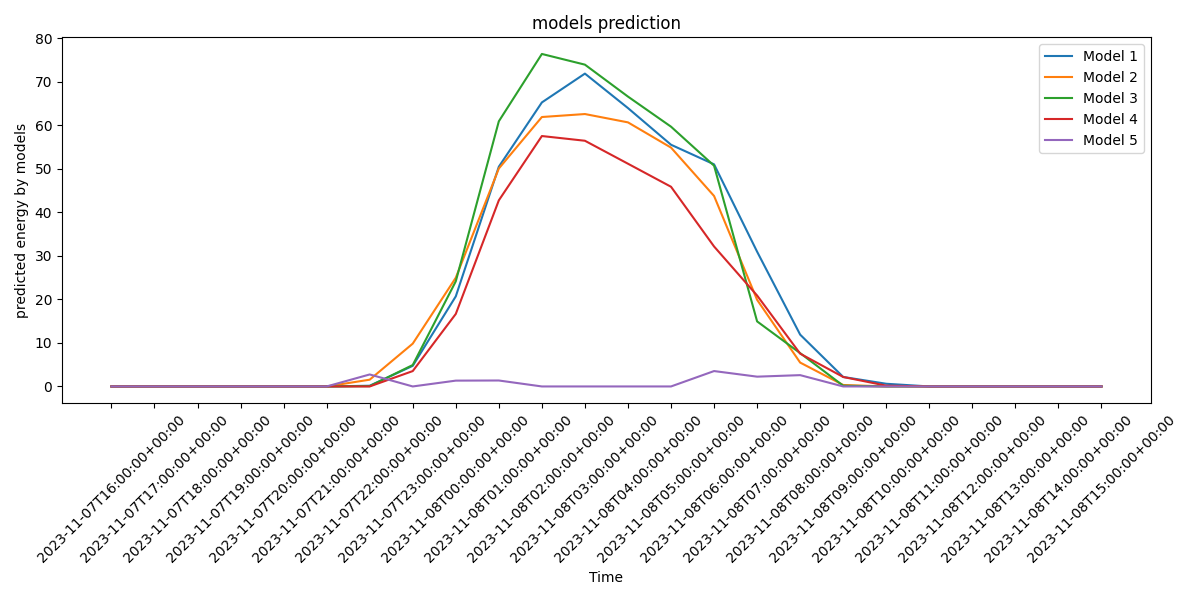 models prediction
80
70
60
50
40
30
20
10
0
predicted energy by models
Model 1
Model 2
Model 3
Model 4
Model 5
2023-11-07T16:00:00+00:00
2023-11-07T17:00:00+00:00
2023-11-07T18:00:00+00:00
2023-11-07T19:00:00+00:00
2023-11-07T20:00:00+00:00
2023-11-07T21:00:00+00:00
2023-11-07T22:00:00+00:00
2023-11-07T23:00:00+00:00
2023-11-08T00:00:00+00:00
2023-11-08T01:00:00+00:00
2023-11-08T02:00:00+00:00
2023-11-08T03:00:00+00:00
2023-11-08T04:00:00+00:00
2023-11-08T05:00:00+00:00
2023-11-08T06:00:00+00:00
2023-11-08T07:00:00+00:00
2023-11-08T08:00:00+00:00
2023-11-08T09:00:00+00:00
2023-11-08T10:00:00+00:00
2023-11-08T11:00:00+00:00
2023-11-08T12:00:00+00:00
2023-11-08T13:00:00+00:00
2023-11-08T14:00:00+00:00
2023-11-08T15:00:00+00:00
Time